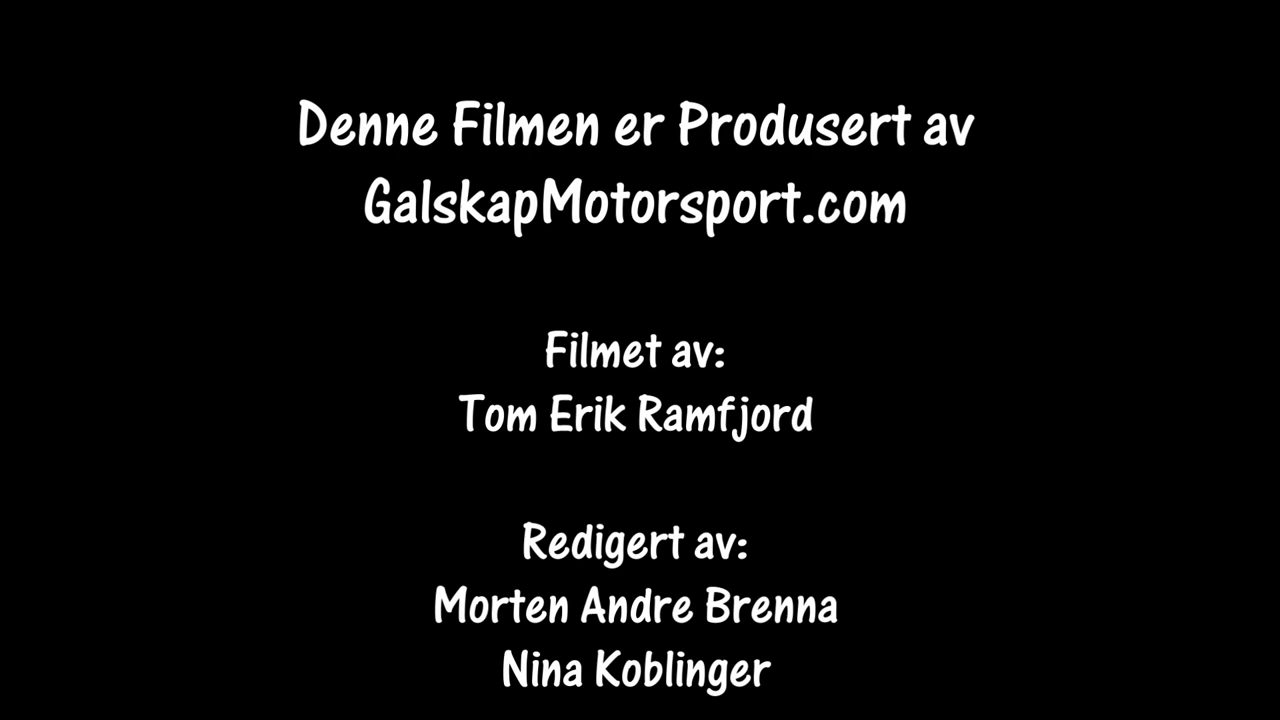 Denne Filmen er Produsert av
GalskapMotorsport.com
Filmet av:
Tom Erik Ramfjord
Redigert av:
Morten Andre Brenna
Nina Koblinger